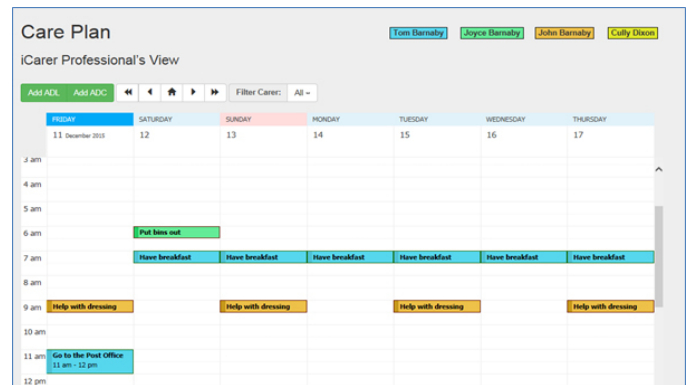 Care Plan
Tom Barnaby Joyce Barnaby John Barnaby Cully Dixon
iCarer Professional's View
Add ADL Add ADC Filter Carer: All
FRIDAY SATURDAY SUNDAY MONDAY TUESDAY WEDNESDAY THURSDAY
11 December 2015 12 13 14 15 16 17
3 am
4 am
5 am
6 am Put bins out
7 am Have breakfast Have breakfast Have breakfast Have breakfast Have breakfast Have breakfast
8 am
9 am Help with dressing Help with dressing Help with dressing Help with dressing
10 am
11 am Go to the Post Office
11 am - 12 pm
12 pm